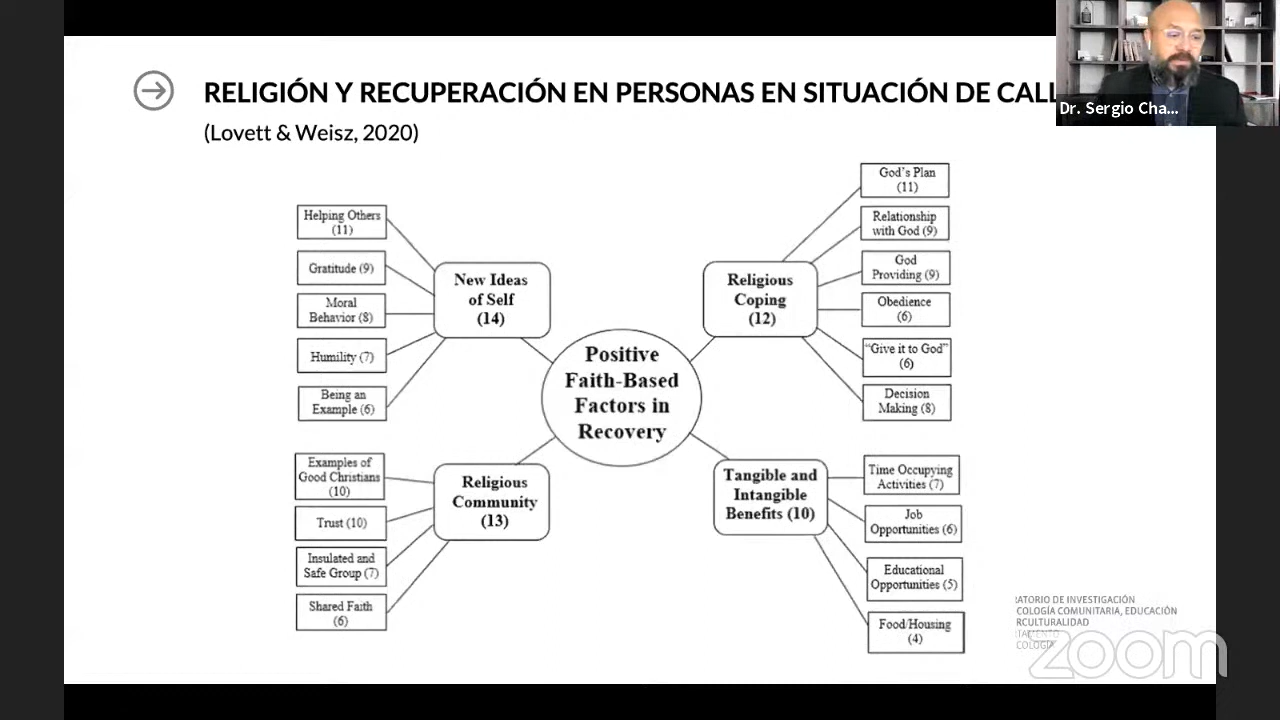 RELIGIÓN Y RECUPERACIÓN EN PERSONAS EN SITUACIÓN DE
(Lovett & Weisz, 2020)
Dr. Sergio Cha...
Helping Others
(11)
Gratitude (9)
Moral
Behavior (8)
Humility (7)
Being an
Example (6)
New Ideas
of Self
(14)
Examples of
Good Christians
(10)
Trust (10)
Insulated and
Safe Group (7)
Shared Faith
(6)
Religious
Community
(13)
Positive
Faith-Based
Factors in
Recovery
Religious
Coping
(12)
God's Plan
(11)
Relationship
with God (9)
God
Providing (9)
Obedience
(6)
"Give it to God"
(6)
Decision
Making (8)
Tangible and
Intangible
Benefits (10)
Time Occupying
Activities (7)
Job
Opportunities (6)
Educational
Opportunities (5)
Food/Housing
(4)
DE INVESTIGACIÓN
COMUNITARIA, EDUCACIÓN
zoom